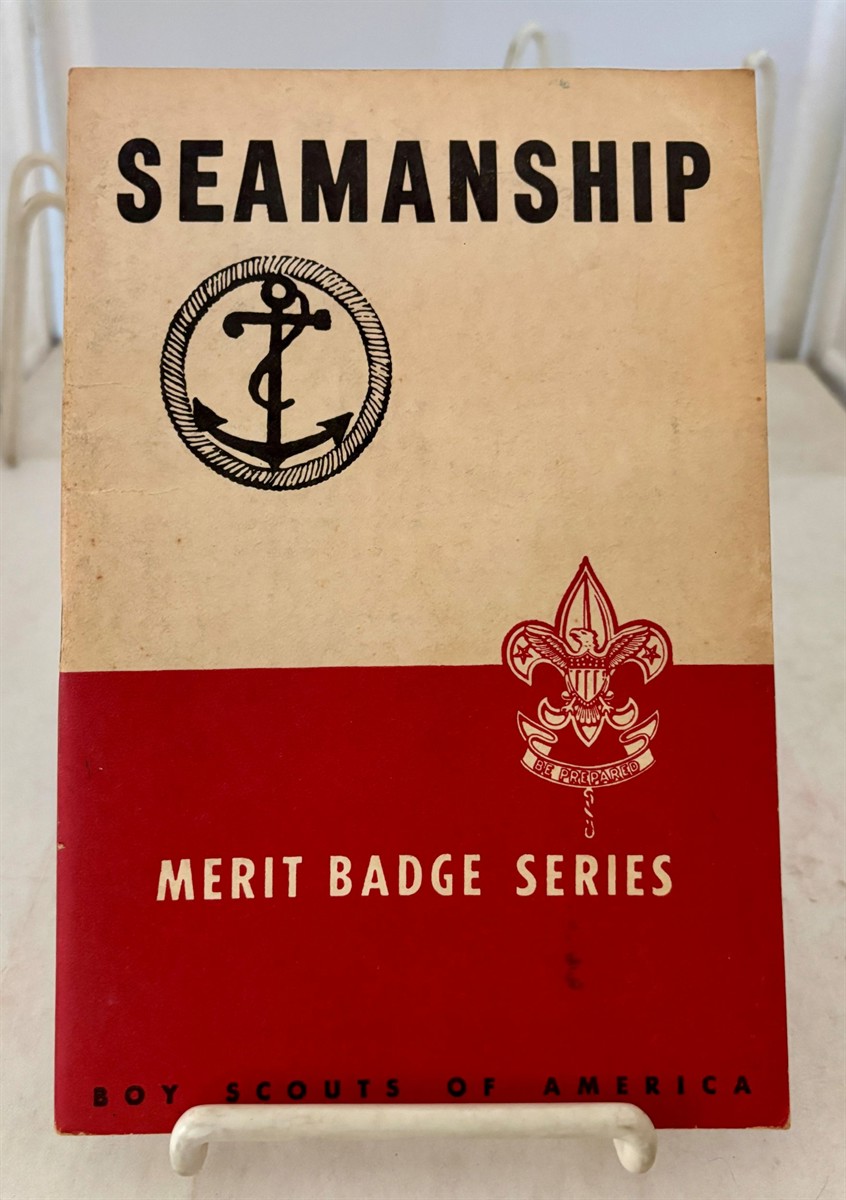 SEAMANSHIP
BE PREPARED
MERIT BADGE SERIES
BOY SCOUTS OF AMERICA